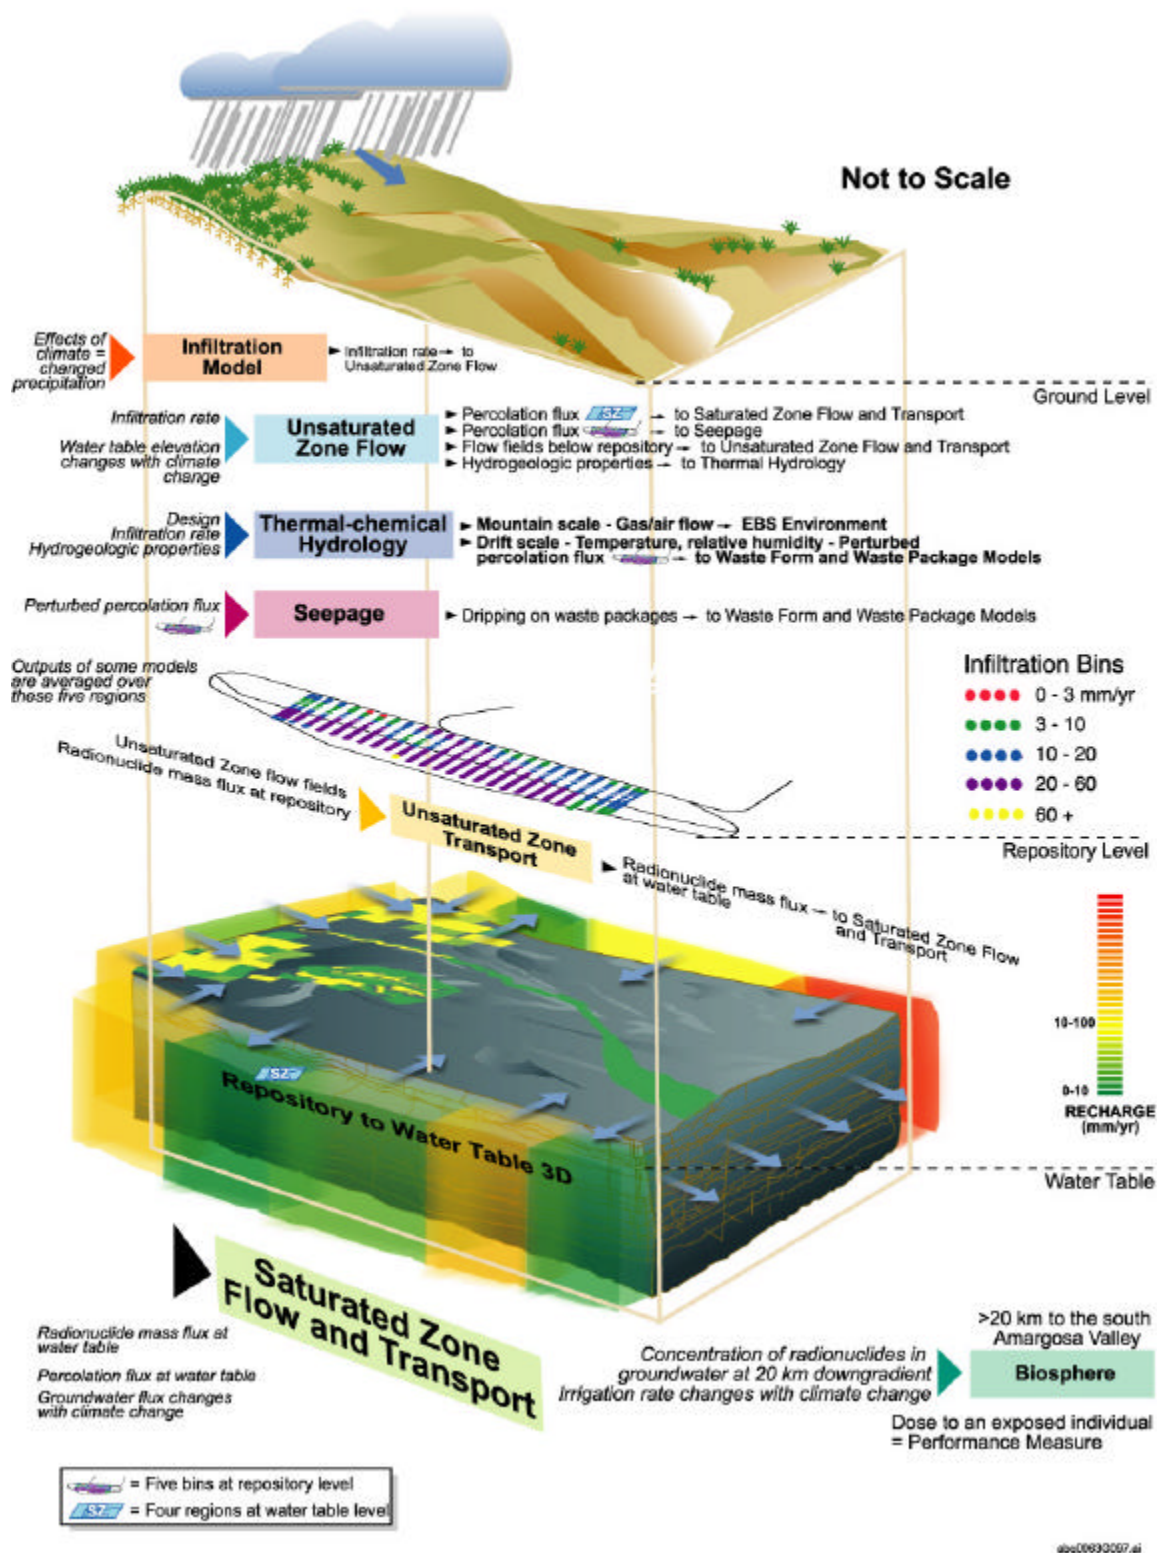 Not to Scale
Effects of
climate =
changed
precipitation
Infiltration
Model
Infiltration rate → to
Unsaturated Zone Flow
Ground Level
Infiltration rate
Water table elevation
changes with climate
change
Unsaturated
Zone Flow
Percolation flux SZ → to Saturated Zone Flow and Transport
Percolation flux → to Seepage
Flow fields below repository → to Unsaturated Zone Flow and Transport
Hydrogeologic properties → to Thermal Hydrology
Design
Infiltration rate
Hydrogeologic properties
Thermal-chemical
Hydrology
Mountain scale - Gas/air flow → EBS Environment
Drift scale - Temperature, relative humidity - Perturbed
percolation flux → to Waste Form and Waste Package Models
Perturbed percolation flux
Seepage
Dripping on waste packages → to Waste Form and Waste Package Models
Outputs of some models
are averaged over
these five regions
Infiltration Bins
0 - 3 mm/yr
3 - 10
10 - 20
20 - 60
60 +
Unsaturated Zone flow fields
Radionuclide mass flux at repository
Unsaturated Zone
Transport
Repository Level
Radionuclide mass flux → to Saturated Zone Flow
at water table
and Transport
10-100
0-10
RECHARGE
(mm/yr)
SZ
Repository to Water Table 3D
Water Table
Saturated Zone
Flow and Transport
Radionuclide mass flux at
water table
Percolation flux at water table
Groundwater flux changes
with climate change
>20 km to the south
Amargosa Valley
Concentration of radionuclides in
groundwater at 20 km downgradient
Irrigation rate changes with climate change
Biosphere
Dose to an exposed individual
= Performance Measure
= Five bins at repository level
SZ = Four regions at water table level